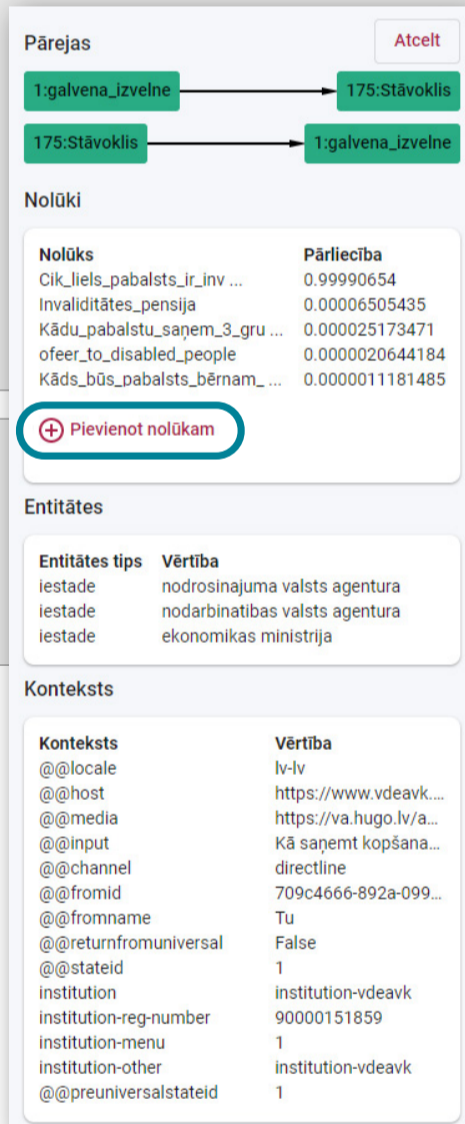 Pārejas Atcelt
1:galvena_izvelne 175:Stāvoklis
175:Stāvoklis 1:galvena_izvelne
Nolūki
Nolūks Pārliecība
Cik_liels_pabalsts_ir_inv ... 0.99990654
Invaliditātes_pensija 0.00006505435
Kādu_pabalstu_saņem_3_gru ... 0.000025173471
ofeer_to_disabled_people 0.0000020644184
Kāds_būs_pabalsts_bērnam_ ... 0.0000011181485
Pievienot nolūkam
Entitātes
Entitātes tips Vērtība
iestade nodrosinajuma valsts agentura
iestade nodarbinatibas valsts agentura
iestade ekonomikas ministrija
Konteksts
Konteksts Vērtība
@@locale lv-lv
@@host https://www.vdeavk....
@@media https://va.hugo.lv/a...
@@input Kā saņemt kopšana...
@@channel directline
@@fromid 709c4666-892a-099...
@@fromname Tu
@@returnfromuniversal False
@@stateid 1
institution institution-vdeavk
institution-reg-number 90000151859
institution-menu 1
institution-other institution-vdeavk
@@preuniversalstateid 1